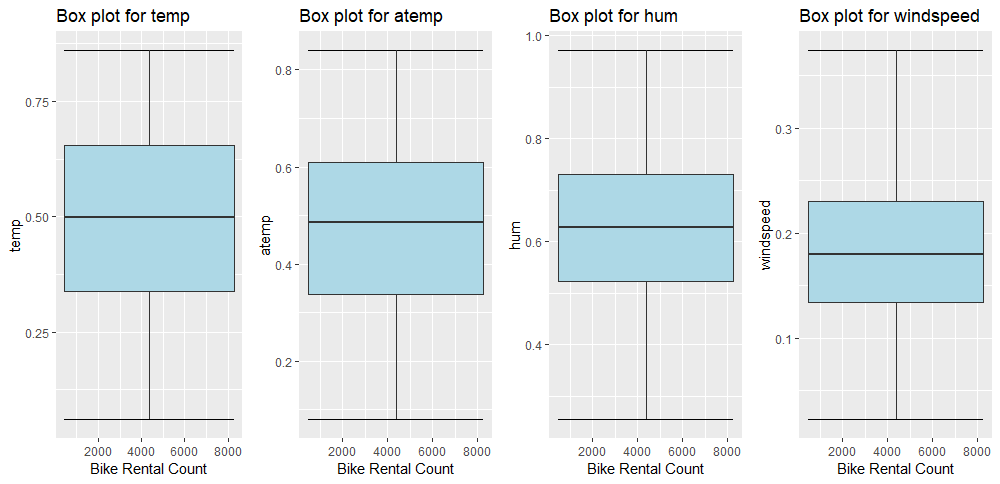 Box plot for temp
temp
0.75
0.50
0.25
2000 4000 6000 8000
Bike Rental Count
Box plot for atemp
atemp
0.8
0.6
0.4
0.2
2000 4000 6000 8000
Bike Rental Count
Box plot for hum
hum
1.0
0.8
0.6
0.4
2000 4000 6000 8000
Bike Rental Count
Box plot for windspeed
windspeed
0.3
0.2
0.1
2000 4000 6000 8000
Bike Rental Count